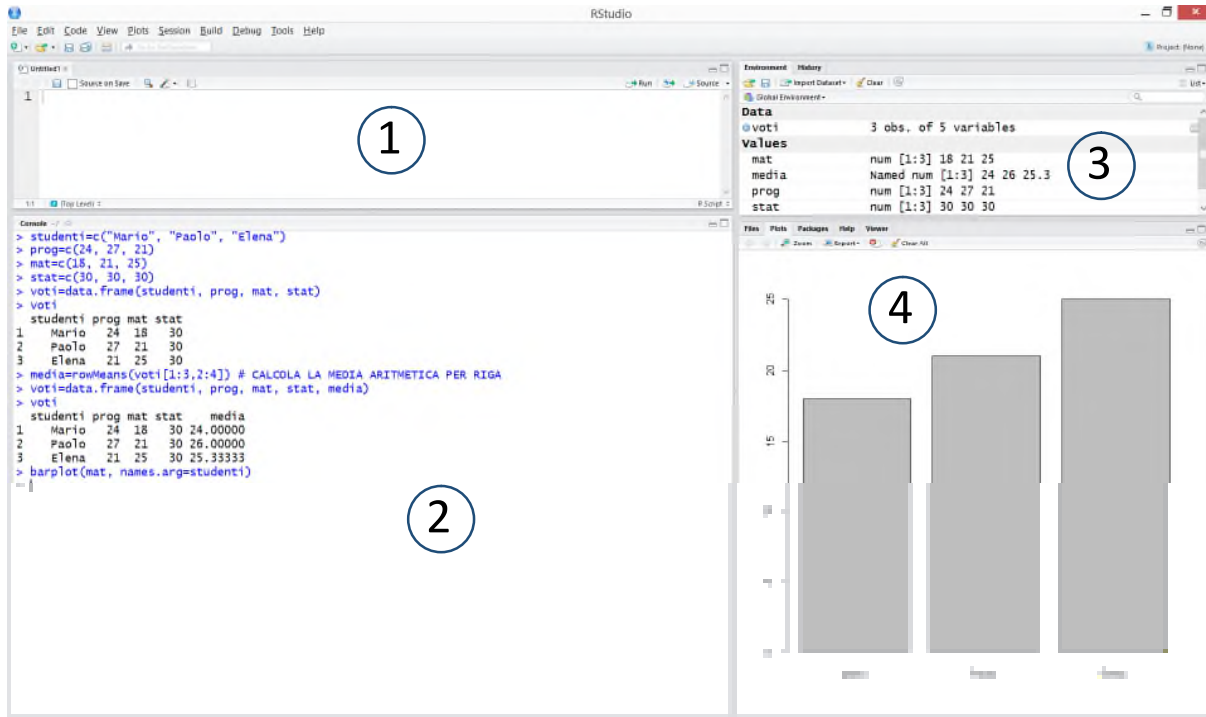 RStudio
File Edit Code View Plots Session Build Debug Tools Help
Project: (None)
Untitled1
Source on Save
Run
Source
1
1
1:1
(Top Level)
R Script
Console ~/
> studenti=c("Mario", "Paolo", "Elena")
> prog=c(24, 27, 21)
> mat=c(18, 21, 25)
> stat=c(30, 30, 30)
> voti=data.frame(studenti, prog, mat, stat)
> voti
studenti prog mat stat
1 Mario 24 18 30
2 Paolo 27 21 30
3 Elena 21 25 30
> media=rowMeans(voti[1:3,2:4]) # CALCOLA LA MEDIA ARITMETICA PER RIGA
> voti=data.frame(studenti, prog, mat, stat, media)
> voti
studenti prog mat stat media
1 Mario 24 18 30 24.00000
2 Paolo 27 21 30 26.00000
3 Elena 21 25 30 25.33333
> barplot(mat, names.arg=studenti)
2
Environment History
Import Dataset
Clear
List
Global Environment
Data
voti 3 obs. of 5 variables
Values
mat num [1:3] 18 21 25
media Named num [1:3] 24 26 25.3
prog num [1:3] 24 27 21
stat num [1:3] 30 30 30
3
Files Plots Packages Help Viewer
Zoom
Export
Clear All
4
25
20
15